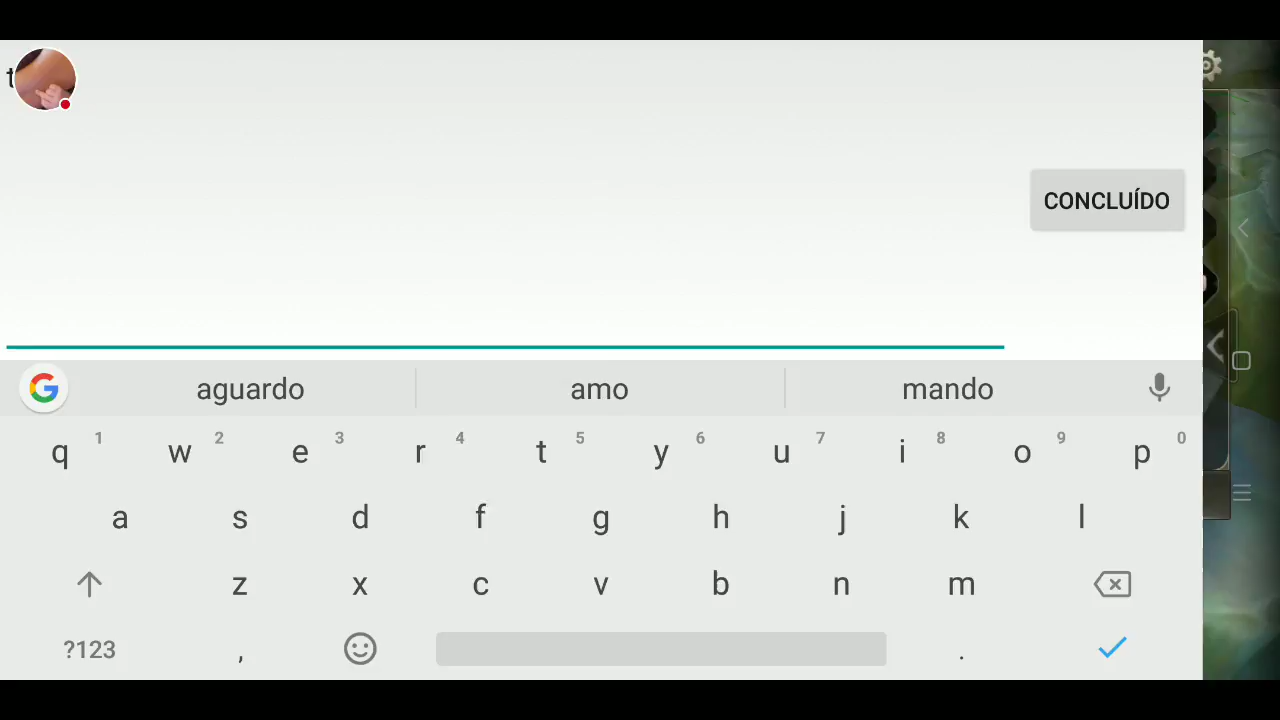 t
CONCLUÍDO
aguardo amo mando
q 1 w 2 e 3 r 4 t 5 y 6 u 7 i 8 o 9 p 0
a s d f g h j k l
z x c v b n m
?123 , .